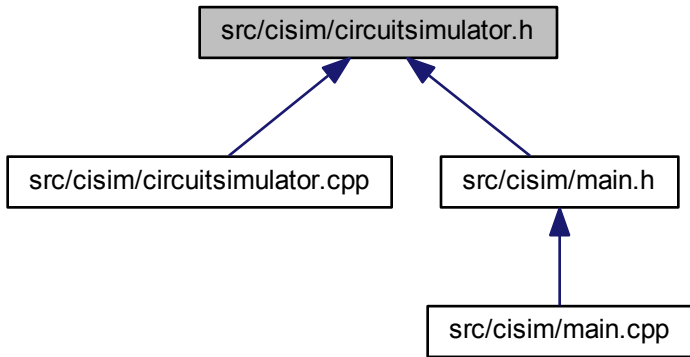 src/cisim/circuitsimulator.h
src/cisim/circuitsimulator.cpp
src/cisim/main.h
src/cisim/main.cpp